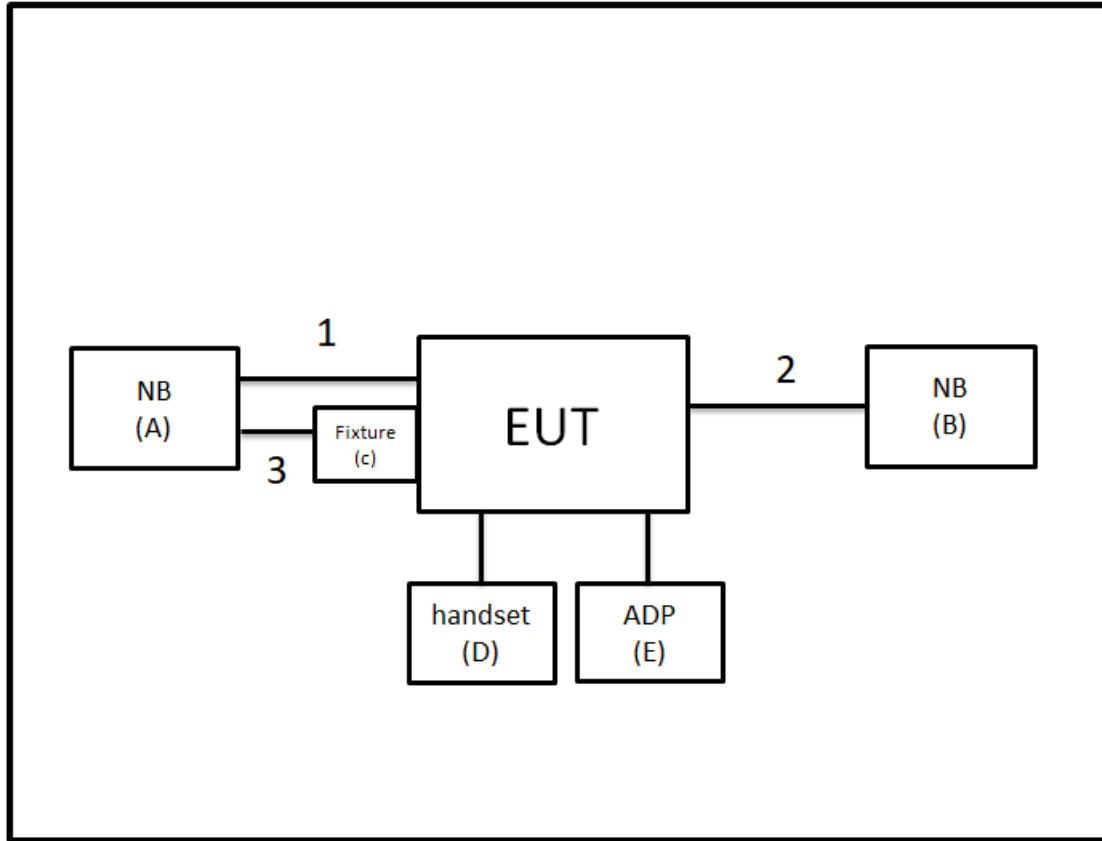 1
NB
(A)
3
Fixture
(c)
EUT
2
NB
(B)
handset
(D)
ADP
(E)